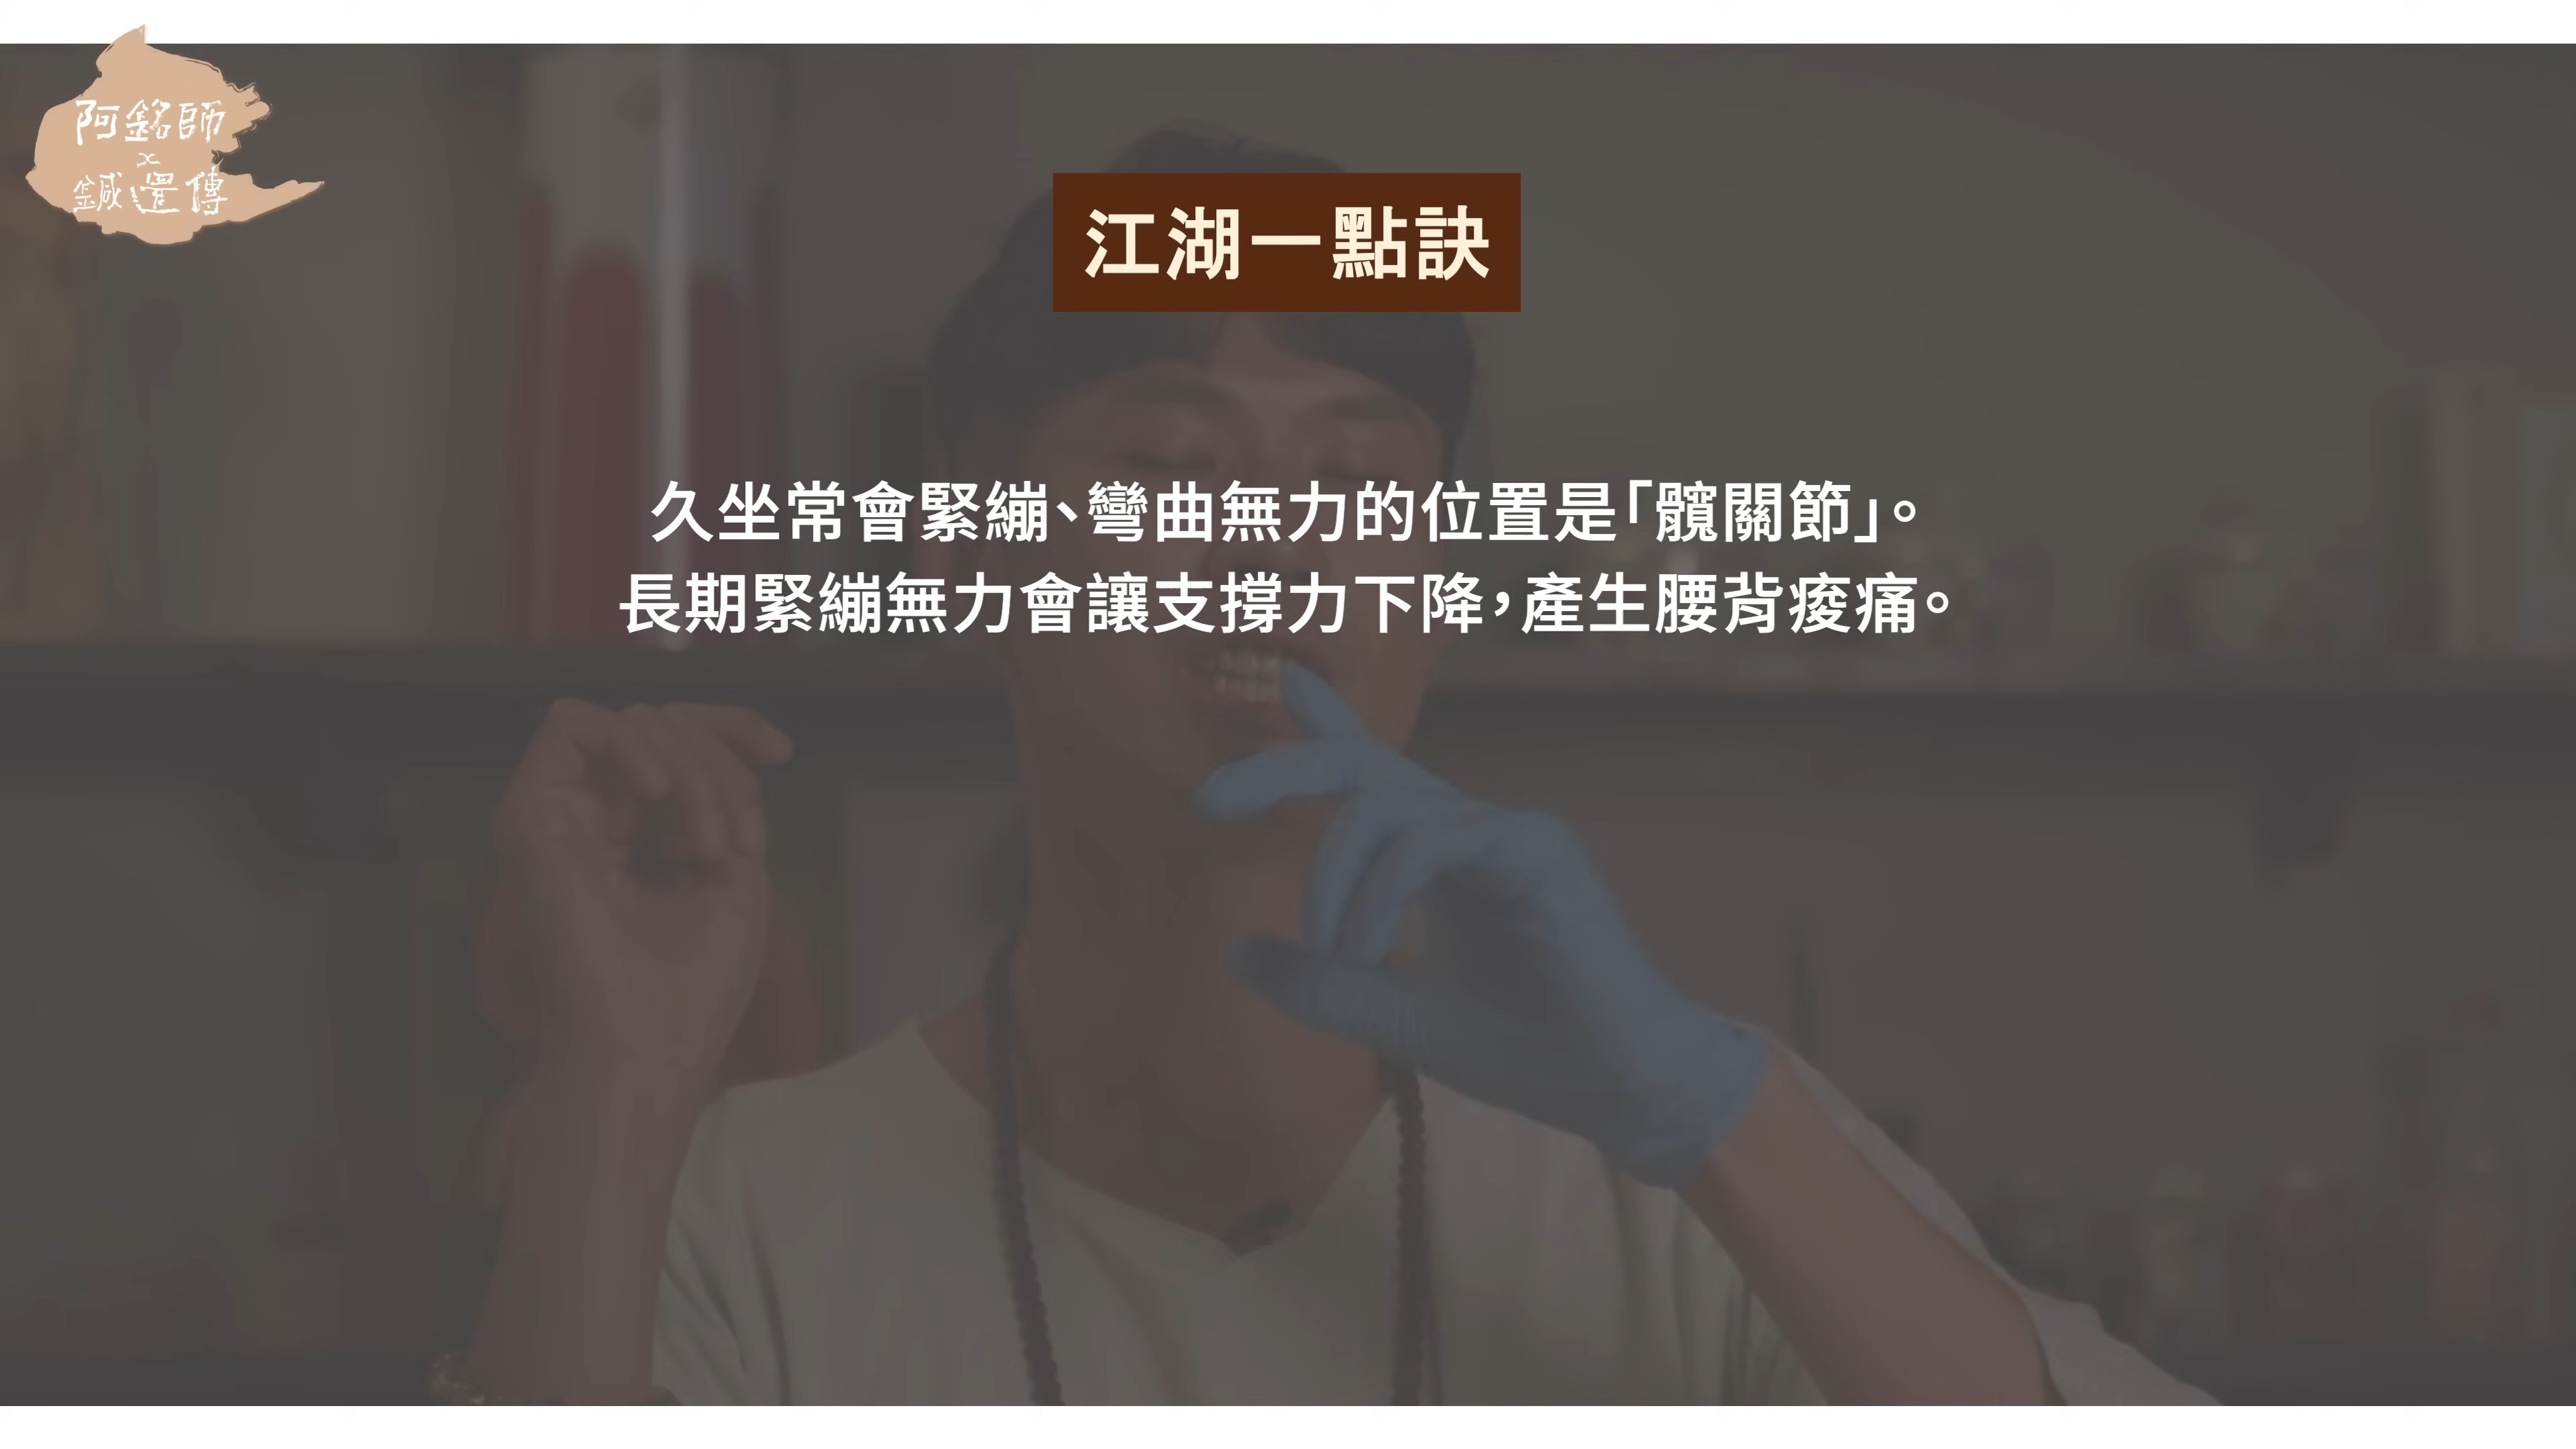 阿銘師
x
鍼邊傳
江湖一點訣
久坐常會緊繃、彎曲無力的位置是「髖關節」。
長期緊繃無力會讓支撐力下降，產生腰背痠痛。